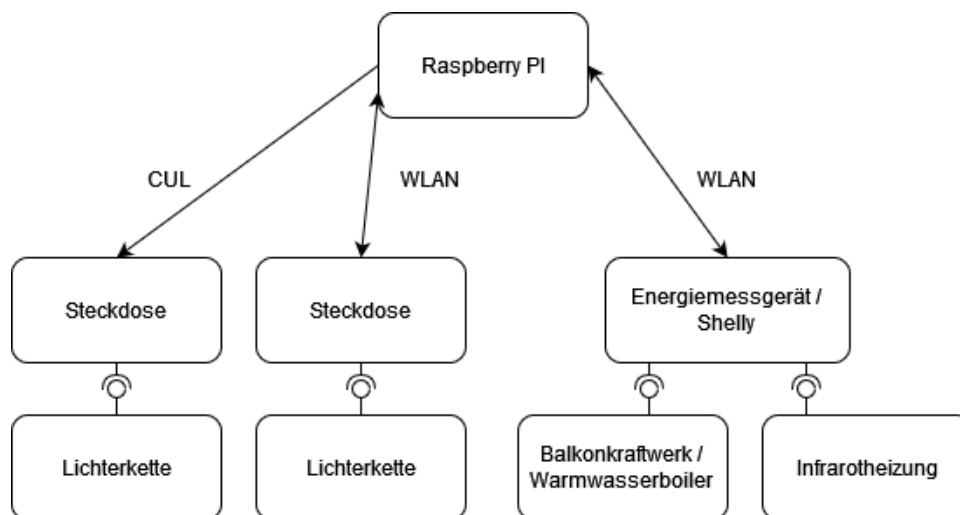 Raspberry PI
CUL
WLAN
WLAN
Steckdose
Steckdose
Energiemessgerät /
Shelly
Lichterkette
Lichterkette
Balkonkraftwerk /
Warmwasserboiler
Infrarotheizung